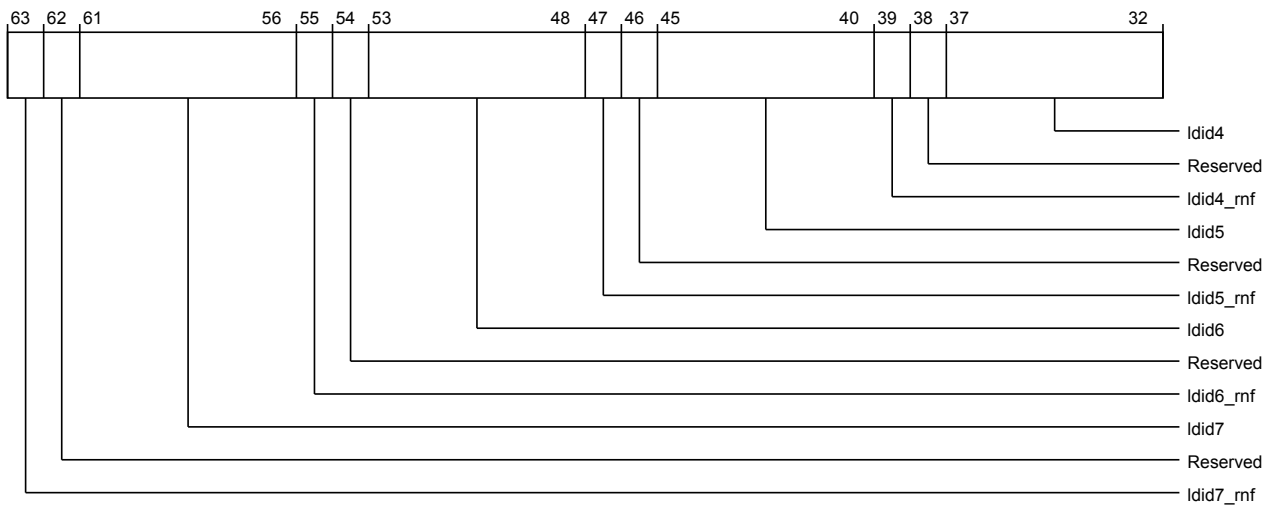 63 62 61 56 55 54 53 48 47 46 45 40 39 38 37 32
ldid4
Reserved
ldid4_rnf
ldid5
Reserved
ldid5_rnf
ldid6
Reserved
ldid6_rnf
ldid7
Reserved
ldid7_rnf